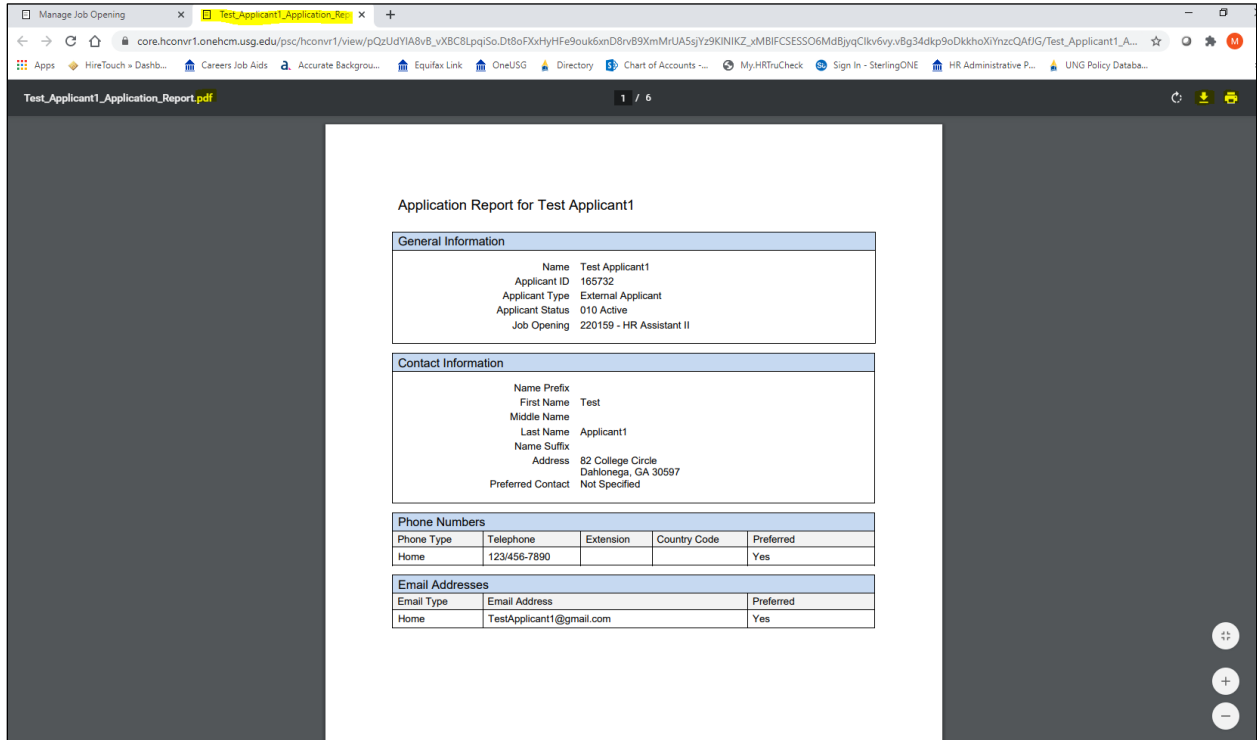 Manage Job Opening
Test_Applicant1_Application_Rep
core.hconvr1.onehcm.usg.edu/psc/hconvr1/view/pQzUdYIA8vB_vXBC8LpqiSo.Dt8oFXxHyHFe9ouk6xnD8rvB9XmMrUA5sjYz9KlNIKZ_xMBIFCSESSO6MdBjyqClkv6vy.vBg34dkp9oDkkhoXiYnzcQAfJG/Test_Applicant1_A...
M
Apps HireTouch » Dashb... Careers Job Aids a. Accurate Backgrou... Equifax Link OneUSG Directory Chart of Accounts -... My.HRTruCheck Sign In - SterlingONE HR Administrative P... UNG Policy Databa...
Test_Applicant1_Application_Report.pdf 1 / 6
Application Report for Test Applicant1
General Information
Name Test Applicant1
Applicant ID 165732
Applicant Type External Applicant
Applicant Status 010 Active
Job Opening 220159 - HR Assistant II
Contact Information
Name Prefix
First Name Test
Middle Name
Last Name Applicant1
Name Suffix
Address 82 College Circle
Dahlonega, GA 30597
Preferred Contact Not Specified
Phone Numbers
Phone Type Telephone Extension Country Code Preferred
Home 123/456-7890 Yes
Email Addresses
Email Type Email Address Preferred
Home TestApplicant1@gmail.com Yes